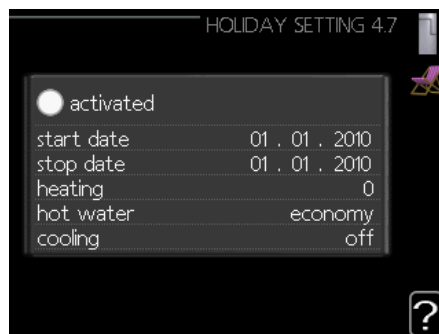 HOLIDAY SETTING 4.7
activated
start date 01 . 01 . 2010
stop date 01 . 01 . 2010
heating 0
hot water economy
cooling off
?